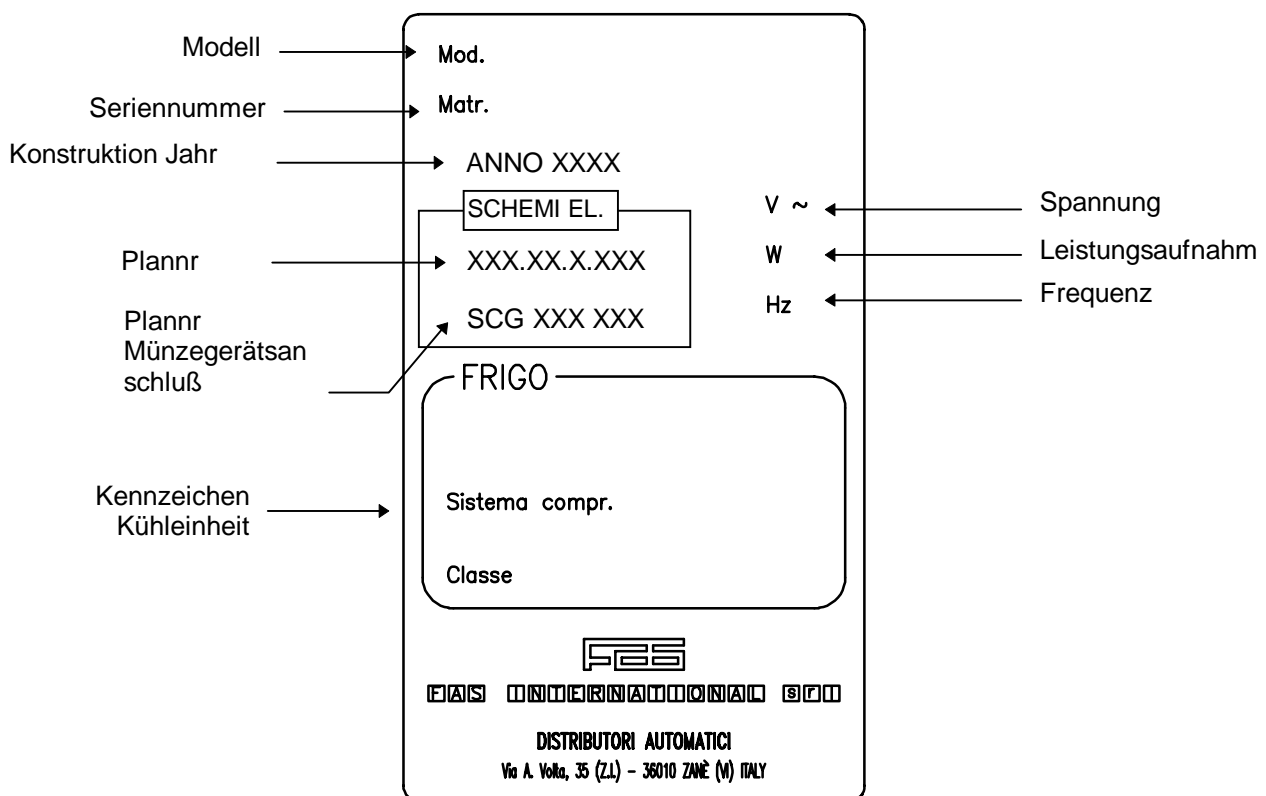 Modell
Mod.
Seriennummer
Matr.
Konstruktion Jahr
ANNO XXXX
SCHEMI EL.
V ~
Spannung
Plannr
XXX.XX.X.XXX
W
Leistungsaufnahm
Plannr
Münzegerätsan
schluß
SCG XXX XXX
Hz
Frequenz
FRIGO
Kennzeichen
Kühleinheit
Sistema compr.
Classe
Fas
FAS INTERNATIONAL srl
DISTRIBUTORI AUTOMATICI
Via A. Volta, 35 (Z.I.) - 36010 ZANÈ (VI) ITALY